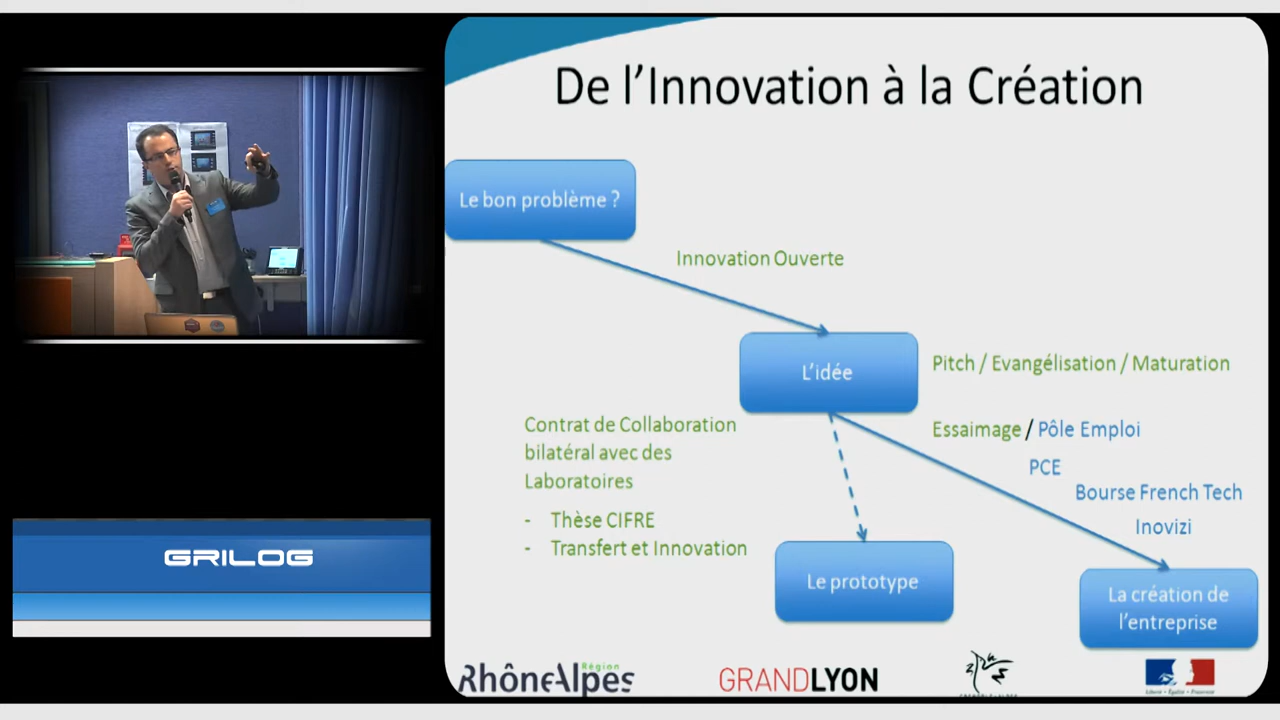 De l'Innovation à la Création
Le bon problème ?
Innovation Ouverte
L'idée
Pitch / Evangélisation / Maturation
Contrat de Collaboration
bilatéral avec des
Laboratoires
- Thèse CIFRE
- Transfert et Innovation
Essaimage / Pôle Emploi
PCE
Bourse French Tech
Inovizi
Le prototype
La création de
l'entreprise
GRILOG
Région
RhôneAlpes
GRANDLYON